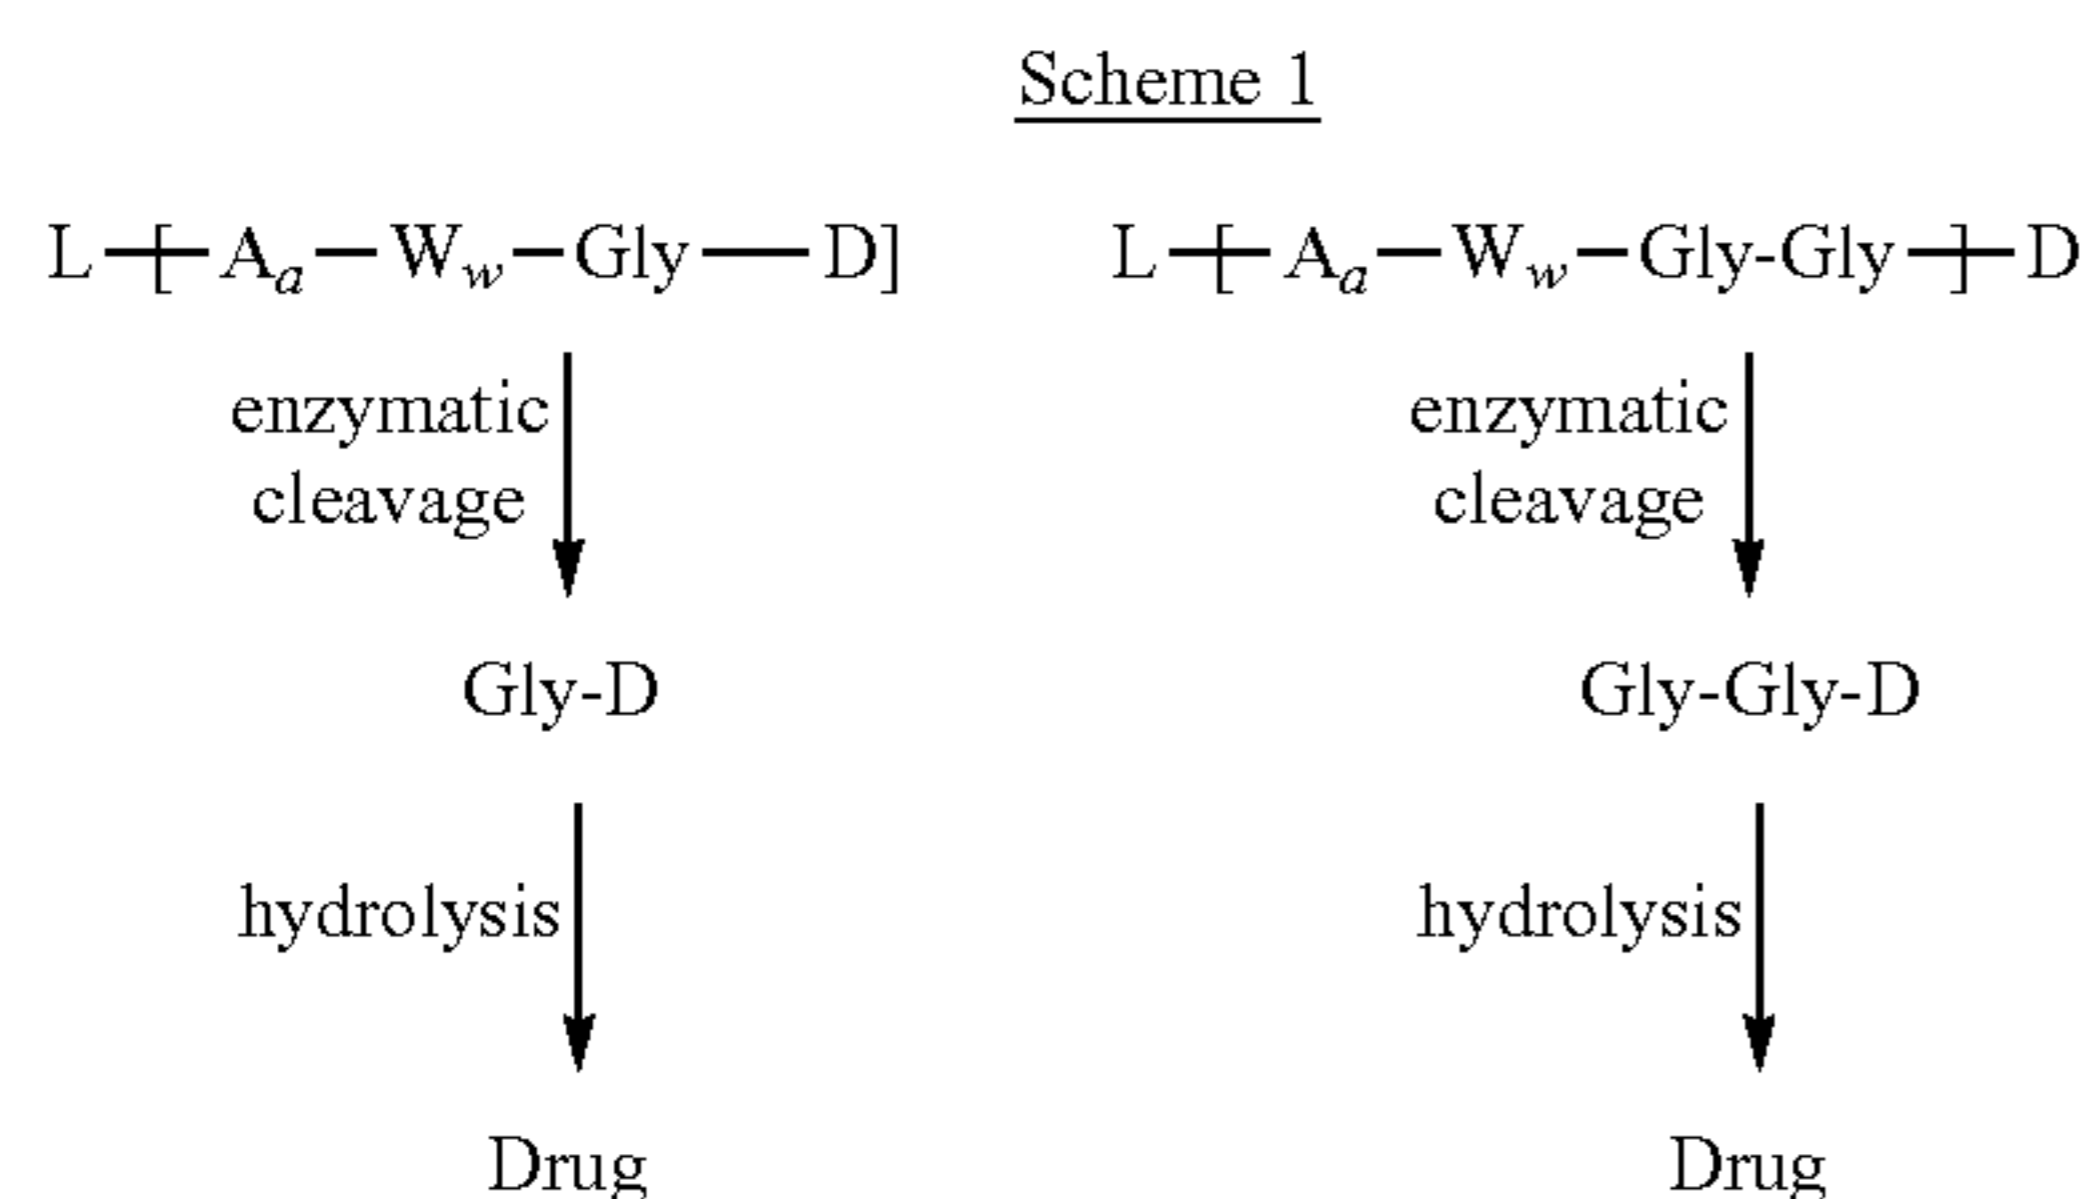 Scheme 1
L—[—Aa—Ww—Gly—D] L—[—Aa—Ww—Gly-Gly—]—D
enzymatic
cleavage
enzymatic
cleavage
Gly-D
Gly-Gly-D
hydrolysis
hydrolysis
Drug
Drug